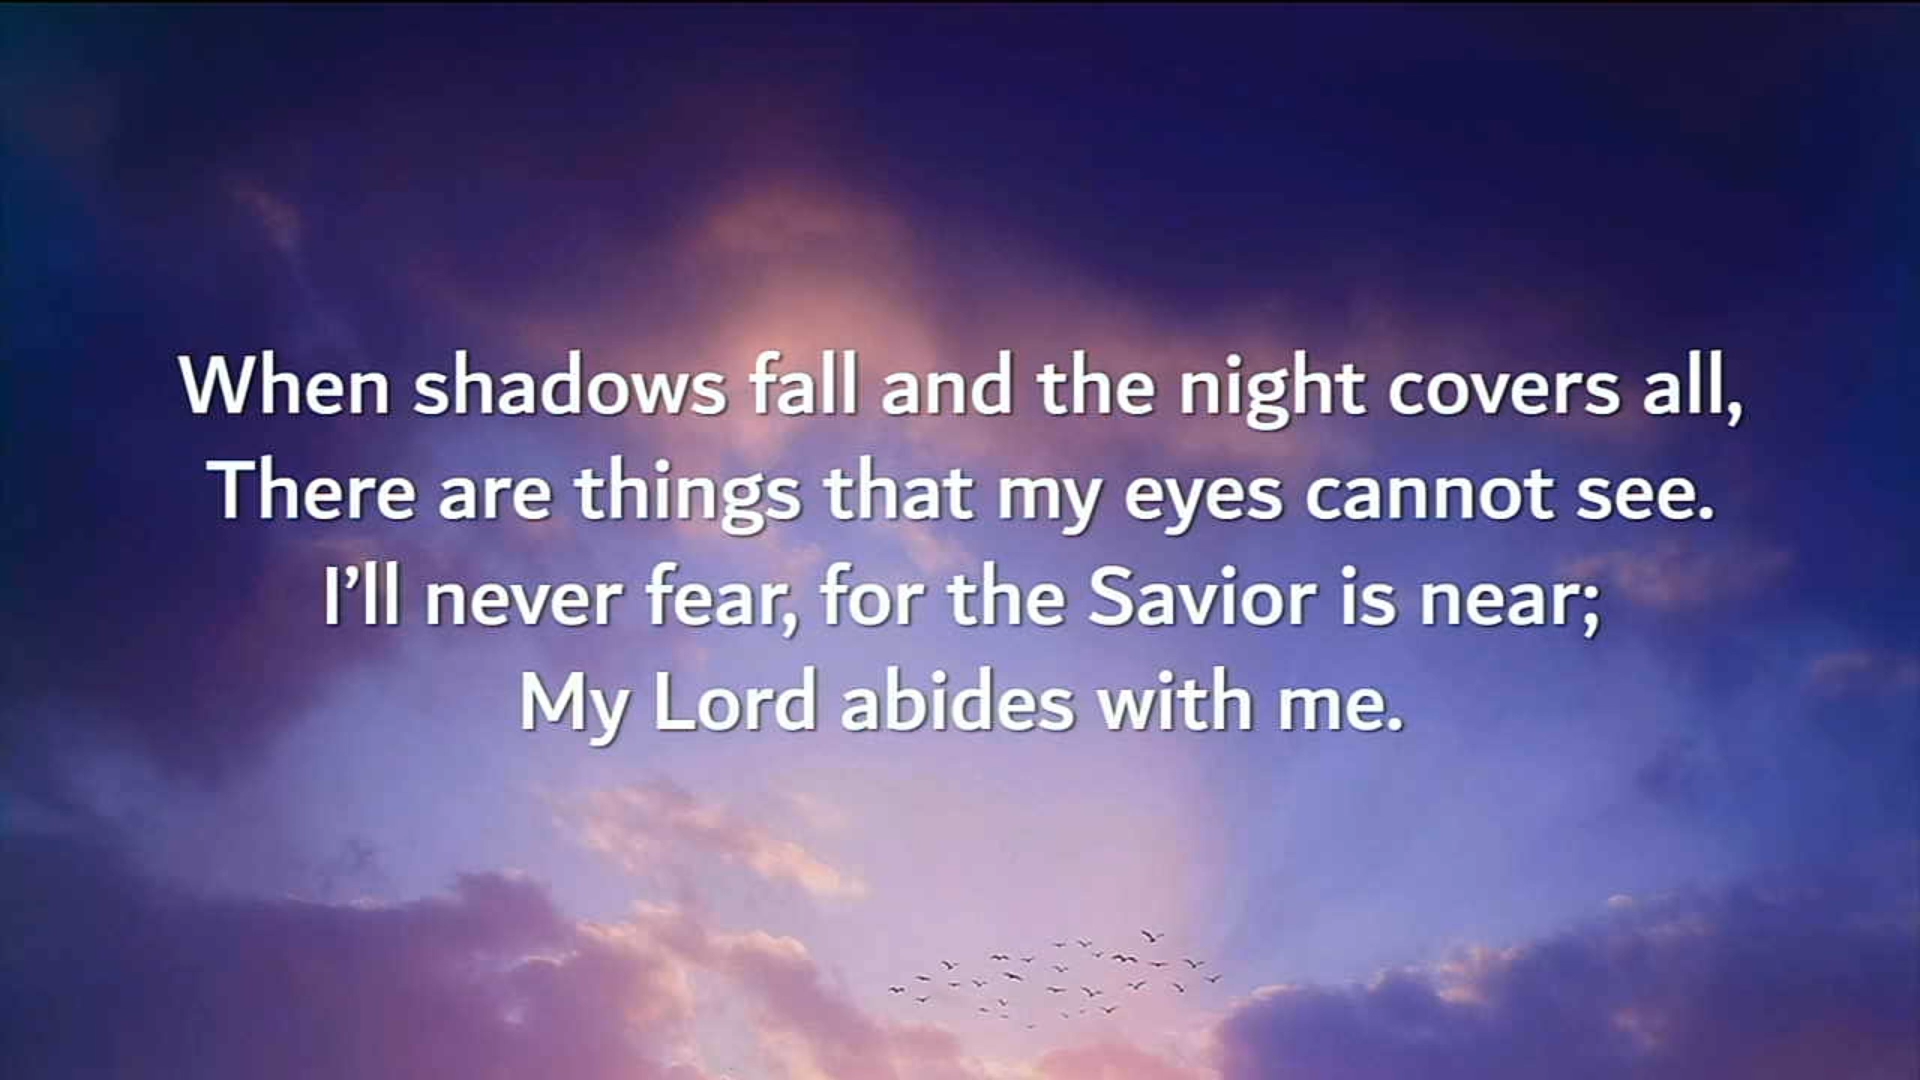 When shadows fall and the night covers all,
There are things that my eyes cannot see.
I’ll never fear, for the Savior is near;
My Lord abides with me.